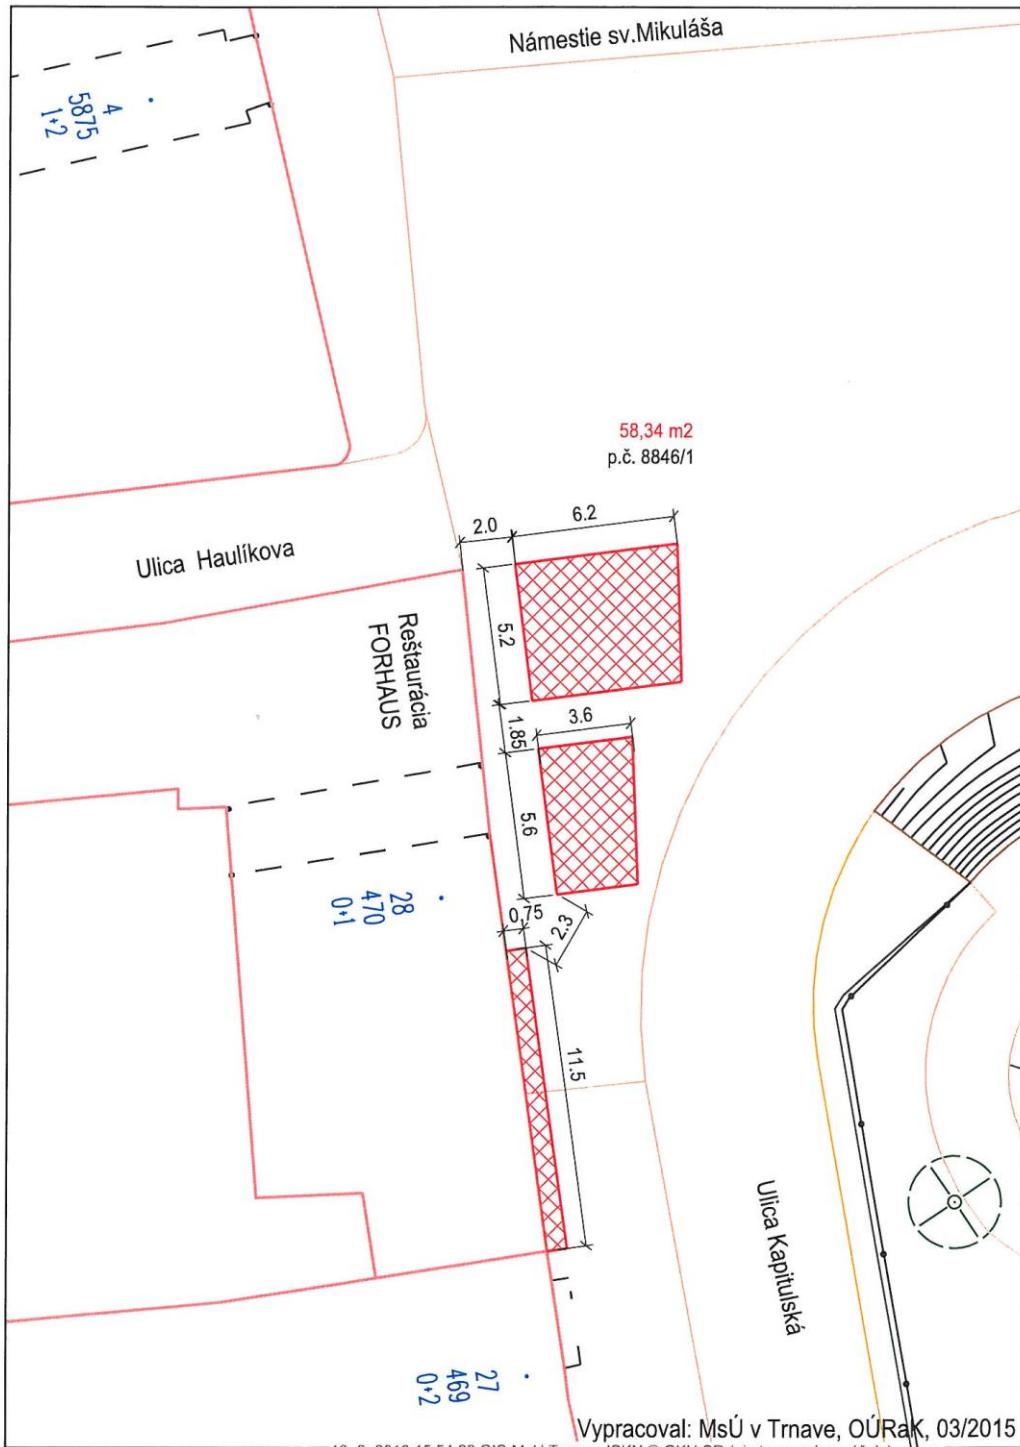 Námestie sv.Mikuláša
4
5875
1+2
58,34 m2
p.č. 8846/1
2.0
6.2
Ulica Haulíkova
5.2
Reštaurácia
FORHAUS
1.85
3.6
5.6
28
470
0+1
0,75
2.3
11.5
Ulica Kapitulská
27
469
0+2
Vypracoval: MsÚ v Trnave, OÚRaK, 03/2015